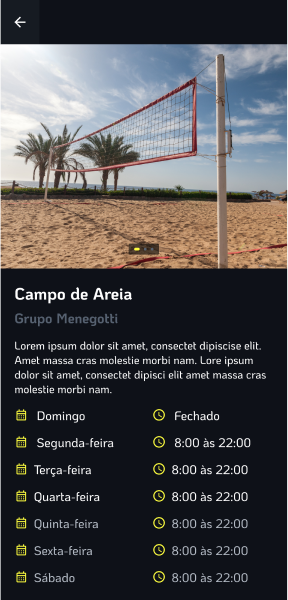 Campo de Areia
Grupo Menegotti
Lorem ipsum dolor sit amet, consectet dipiscise elit.
Amet massa cras molestie morbi nam. Lore ipsum
dolor sit amet, consectet dipisci elit amet massa cras
molestie morbi nam.
Domingo Fechado
Segunda-feira 8:00 às 22:00
Terça-feira 8:00 às 22:00
Quarta-feira 8:00 às 22:00
Quinta-feira 8:00 às 22:00
Sexta-feira 8:00 às 22:00
Sábado 8:00 às 22:00